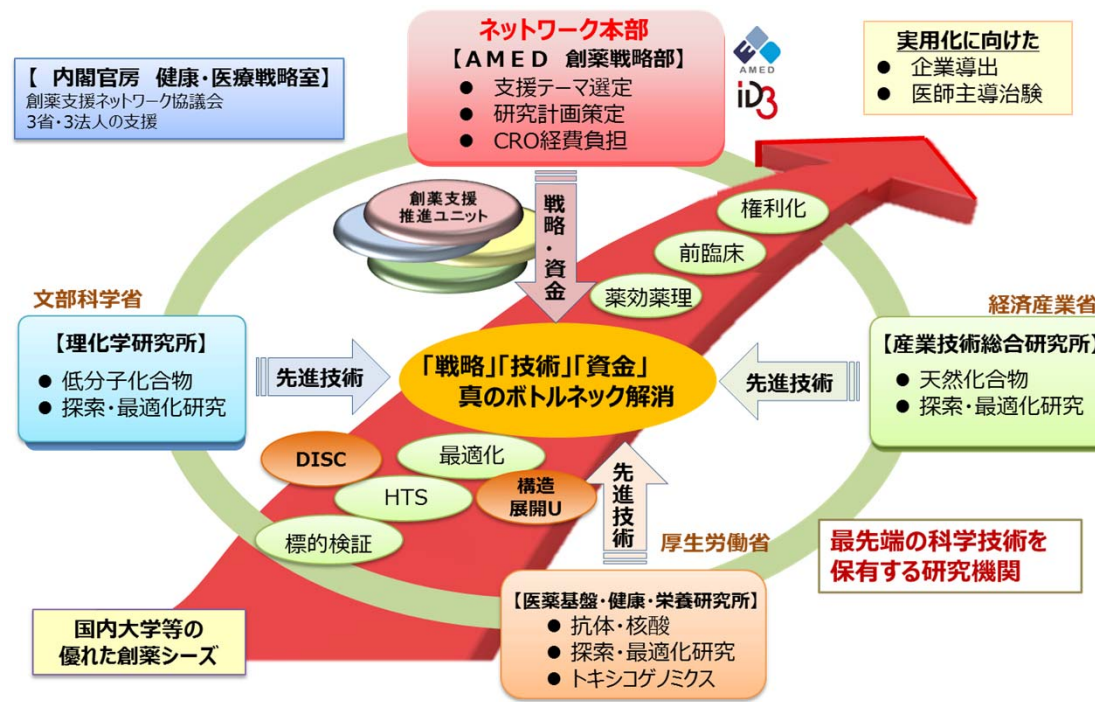 ネットワーク本部
【AMED 創薬戦略部】
● 支援テーマ選定
● 研究計画策定
● CRO経費負担
AMED
iD3
実用化に向けた
● 企業導出
● 医師主導治験
【 内閣官房 健康・医療戦略室】
創薬支援ネットワーク協議会
3省・3法人の支援
創薬支援
推進ユニット
戦略・資金
権利化
前臨床
薬効薬理
文部科学省
【理化学研究所】
● 低分子化合物
● 探索・最適化研究
先進技術
「戦略」「技術」「資金」
真のボトルネック解消
先進技術
経済産業省
【産業技術総合研究所】
● 天然化合物
● 探索・最適化研究
DISC
最適化
HTS
構造
展開U
標的検証
先進技術
厚生労働省
【医薬基盤・健康・栄養研究所】
● 抗体・核酸
● 探索・最適化研究
● トキシコゲノミクス
最先端の科学技術を
保有する研究機関
国内大学等の
優れた創薬シーズ